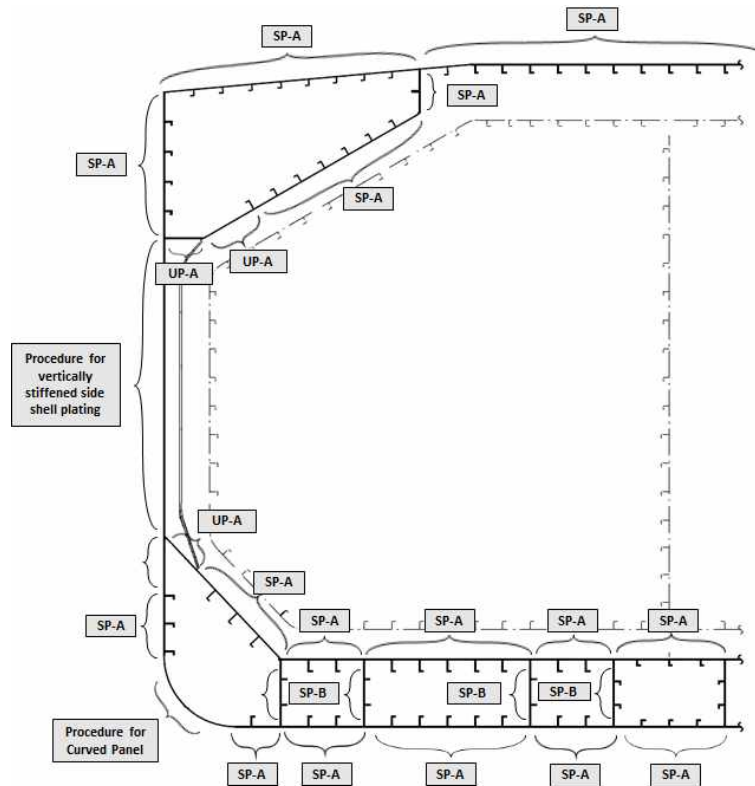 SP-A
SP-A
SP-A
SP-A
SP-A
UP-A
UP-A
Procedure for
vertically
stiffened side
shell plating
UP-A
SP-A
SP-A
SP-A
SP-A
SP-A
SP-A
SP-B
SP-B
SP-B
Procedure for
Curved Panel
SP-A
SP-A
SP-A
SP-A
SP-A